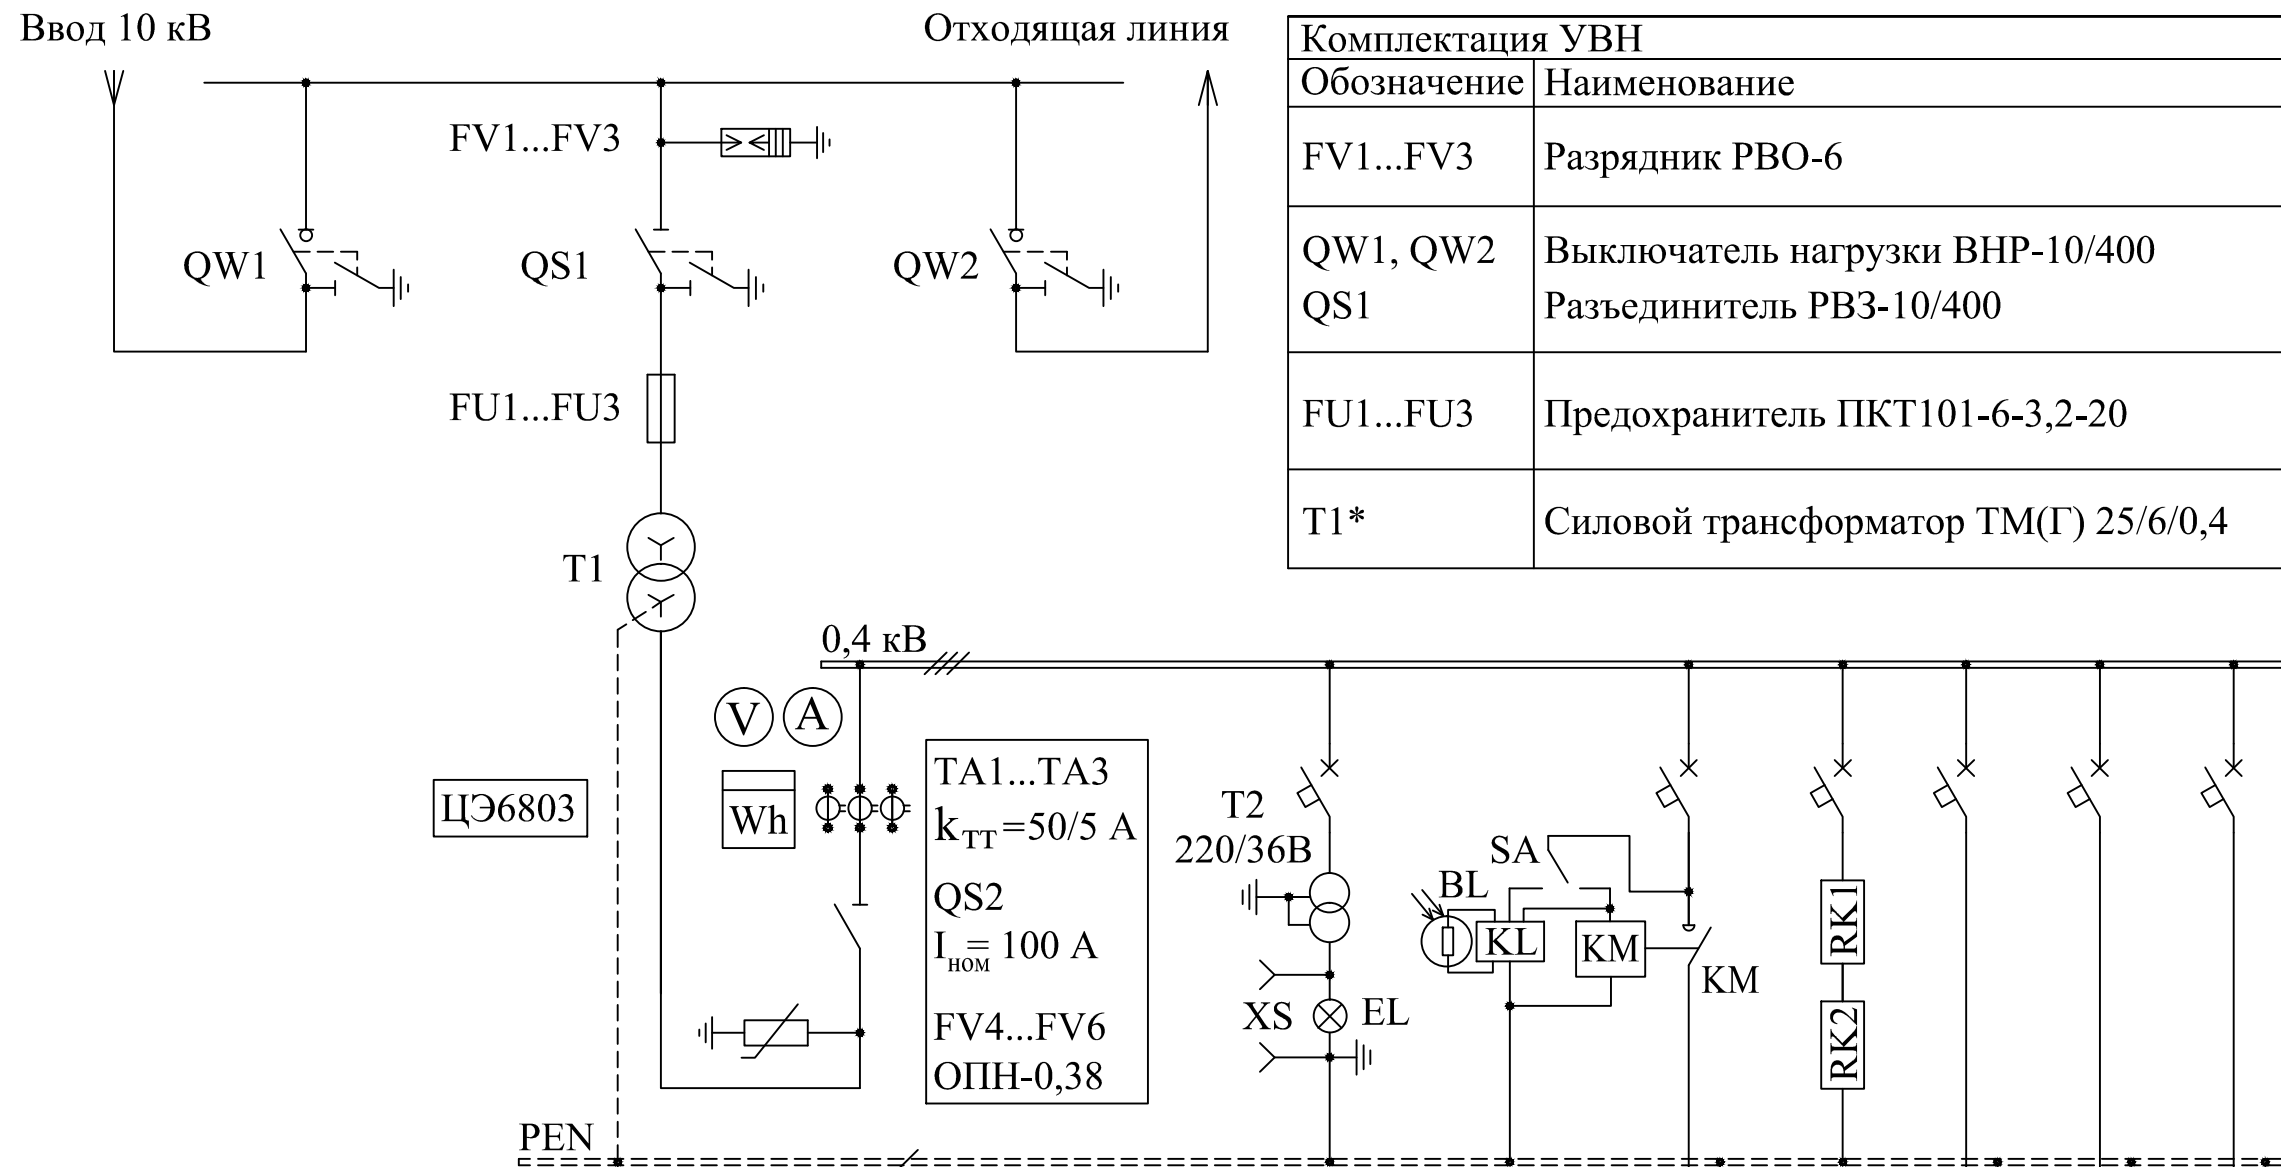 Ввод 10 кВ
Отходящая линия
Комплектация УВН
Обозначение Наименование
FV1...FV3 Разрядник РВО-6
QW1, QW2 Выключатель нагрузки ВНР-10/400
QS1 Разъединитель РВЗ-10/400
FU1...FU3 Предохранитель ПКТ101-6-3,2-20
T1* Силовой трансформатор ТМ(Г) 25/6/0,4
FV1...FV3
QW1
QS1
QW2
FU1...FU3
T1
0,4 кВ
V
A
ЦЭ6803
Wh
TA1...TA3
kТТ=50/5 А
QS2
Iном= 100 А
FV4...FV6
ОПН-0,38
T2
220/36В
XS
EL
SA
BL
KL
KM
KM
RK1
RK2
PEN